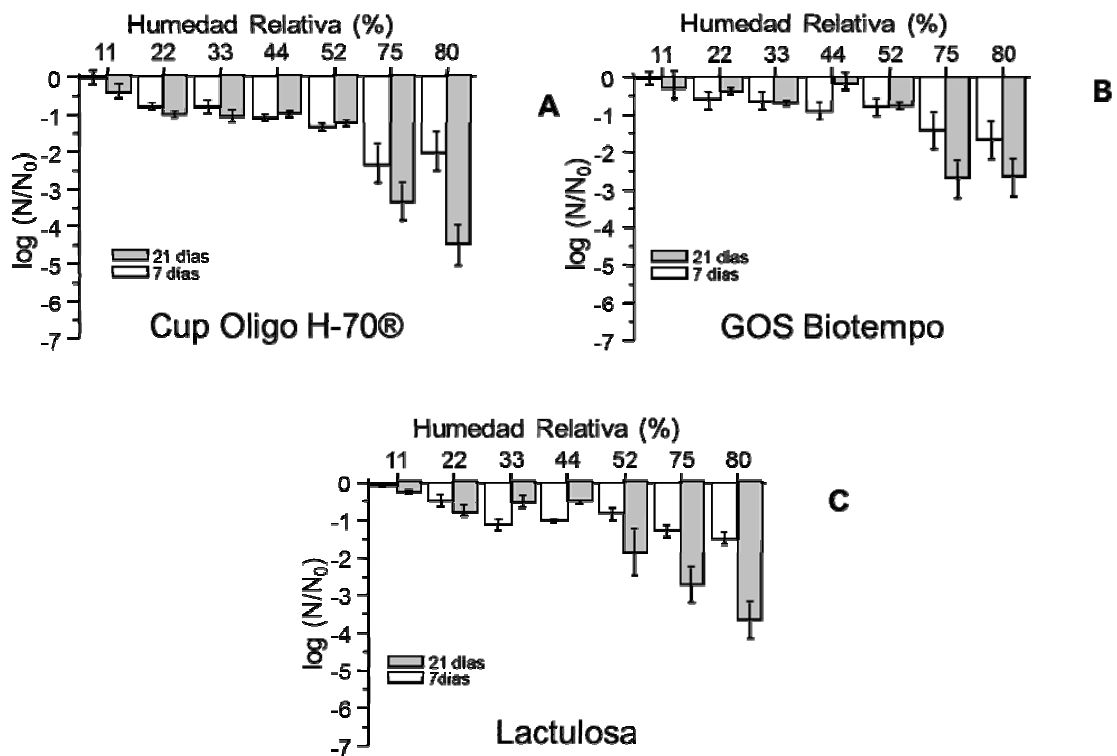 Humedad Relativa (%)
11 22 33 44 52 75 80
0
-1
-2
-3
-4
-5
-6
-7
log (N/N₀)
21 dias
7 días
Cup Oligo H-70®
A
Humedad Relativa (%)
11 22 33 44 52 75 80
0
-1
-2
-3
-4
-5
-6
-7
log (N/N₀)
21 dias
7 días
GOS Biotempo
B
Humedad Relativa (%)
11 22 33 44 52 75 80
0
-1
-2
-3
-4
-5
-6
-7
log (N/N₀)
21 dias
7dias
Lactulosa
C